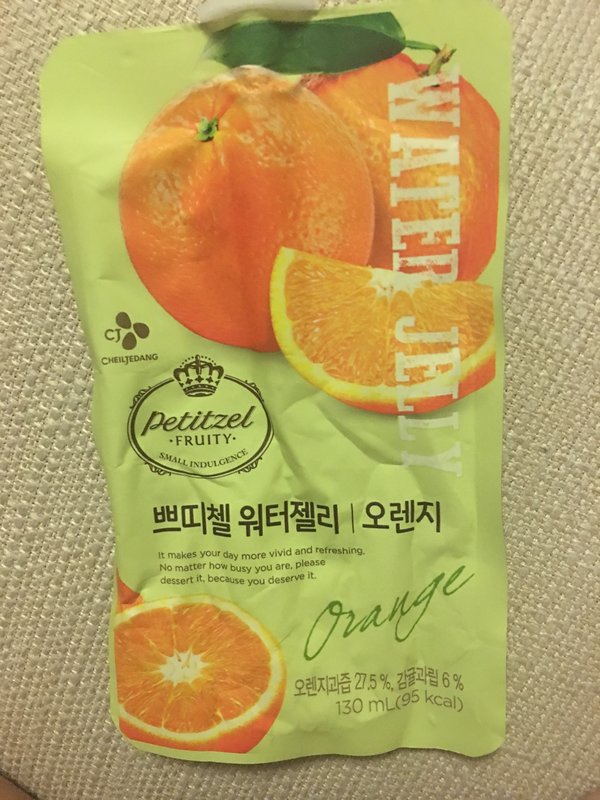 WATER JELLY
CJ
CHEILJEDANG
Petitzel
·FRUITY·
SMALL INDULGENCE
쁘띠첼 워터젤리 | 오렌지
It makes your day more vivid and refreshing.
No matter how busy you are, please
dessert it, because you deserve it.
Orange
오렌지과즙 27.5 %, 감귤과립 6 %
130 mL(95 kcal)